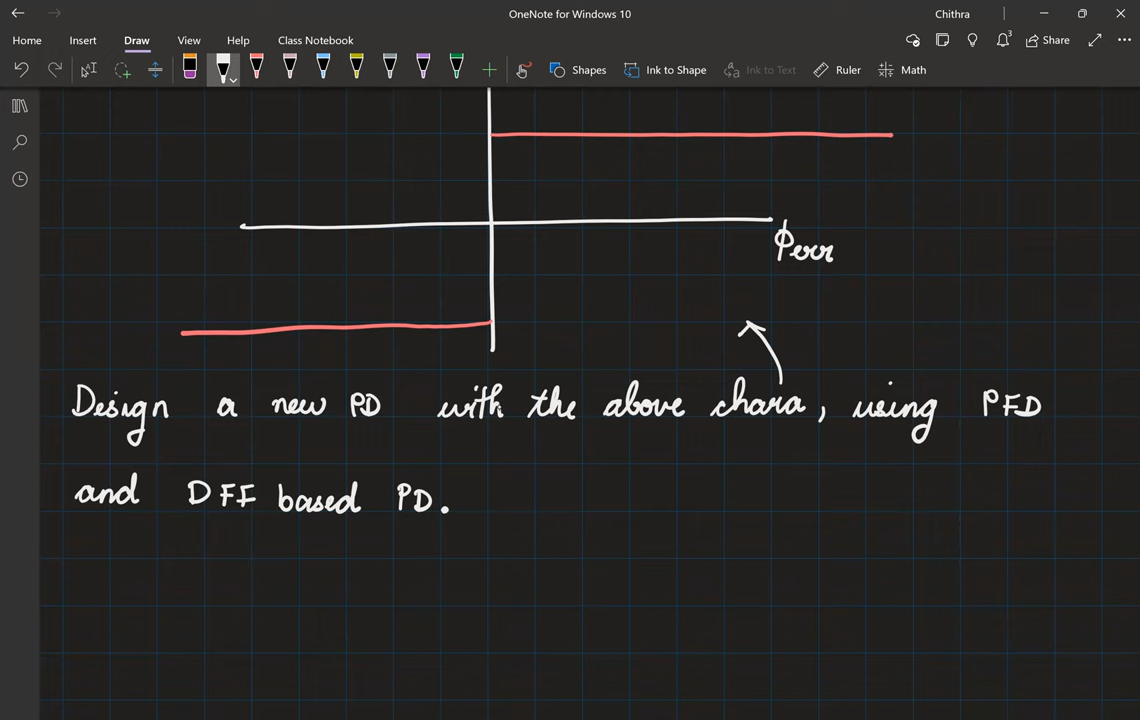 OneNote for Windows 10
Chithra
Home Insert Draw View Help Class Notebook
Share
Shapes Ink to Shape Ink to Text Ruler Math
ϕerr
Design a new PD with the above chara, using PFD
and DFF based PD.